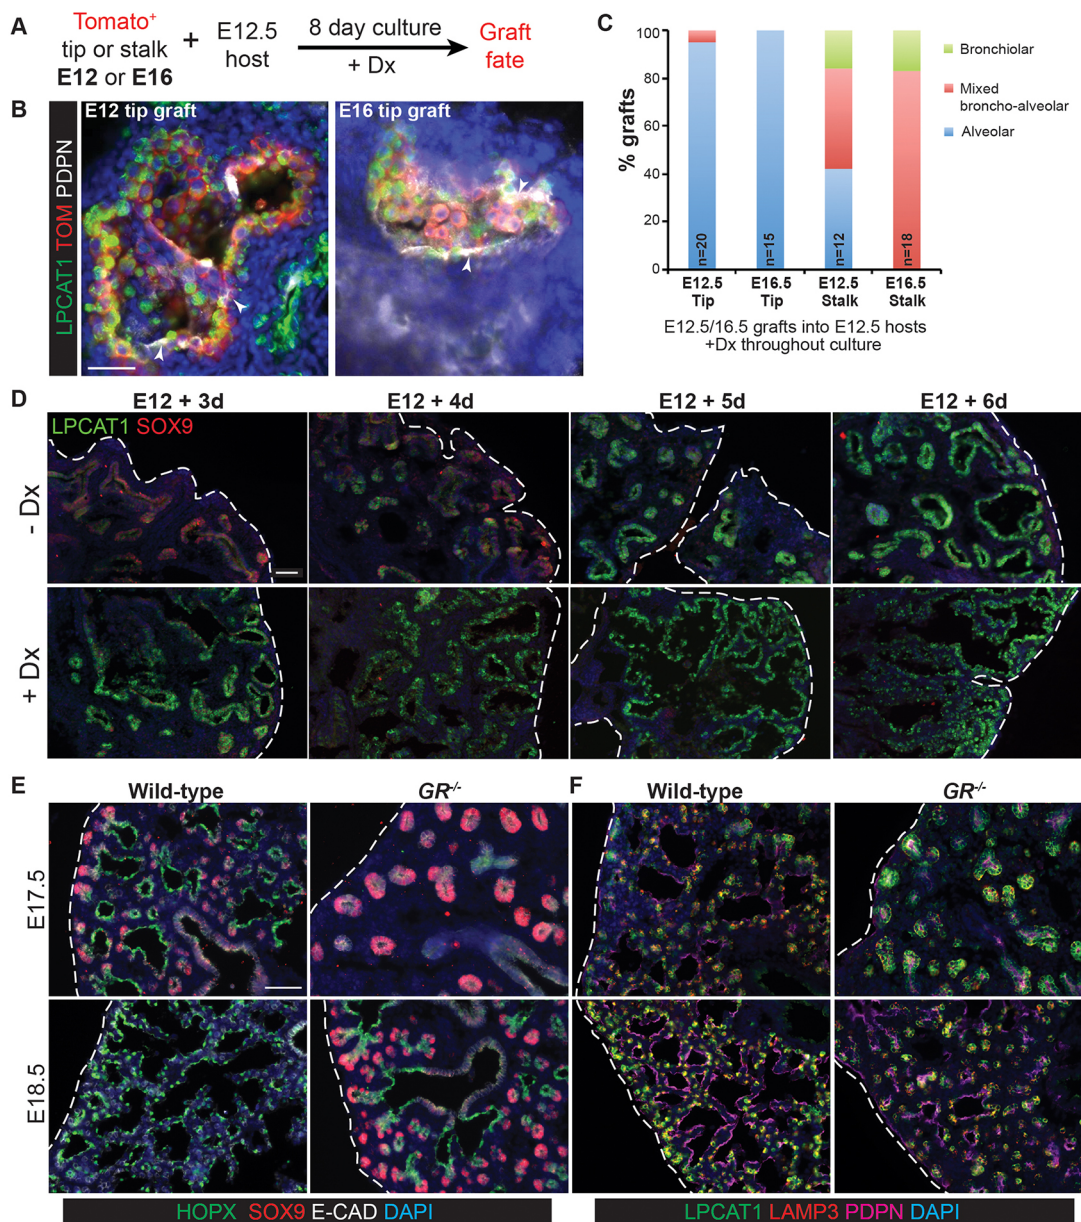 A
Tomato+
tip or stalk
E12 or E16
+
E12.5
host
8 day culture
+ Dx
Graft
fate
B
LPCAT1 TOM PDPN
E12 tip graft
E16 tip graft
C
% grafts
100
80
60
40
20
0
n=20
n=15
n=12
n=18
E12.5
Tip
E16.5
Tip
E12.5
Stalk
E16.5
Stalk
E12.5/16.5 grafts into E12.5 hosts
+Dx throughout culture
Bronchiolar
Mixed
broncho-alveolar
Alveolar
D
E12 + 3d
E12 + 4d
E12 + 5d
E12 + 6d
LPCAT1 SOX9
- Dx
+ Dx
E
Wild-type
GR-/-
F
Wild-type
GR-/-
E17.5
E18.5
HOPX SOX9 E-CAD DAPI
LPCAT1 LAMP3 PDPN DAPI